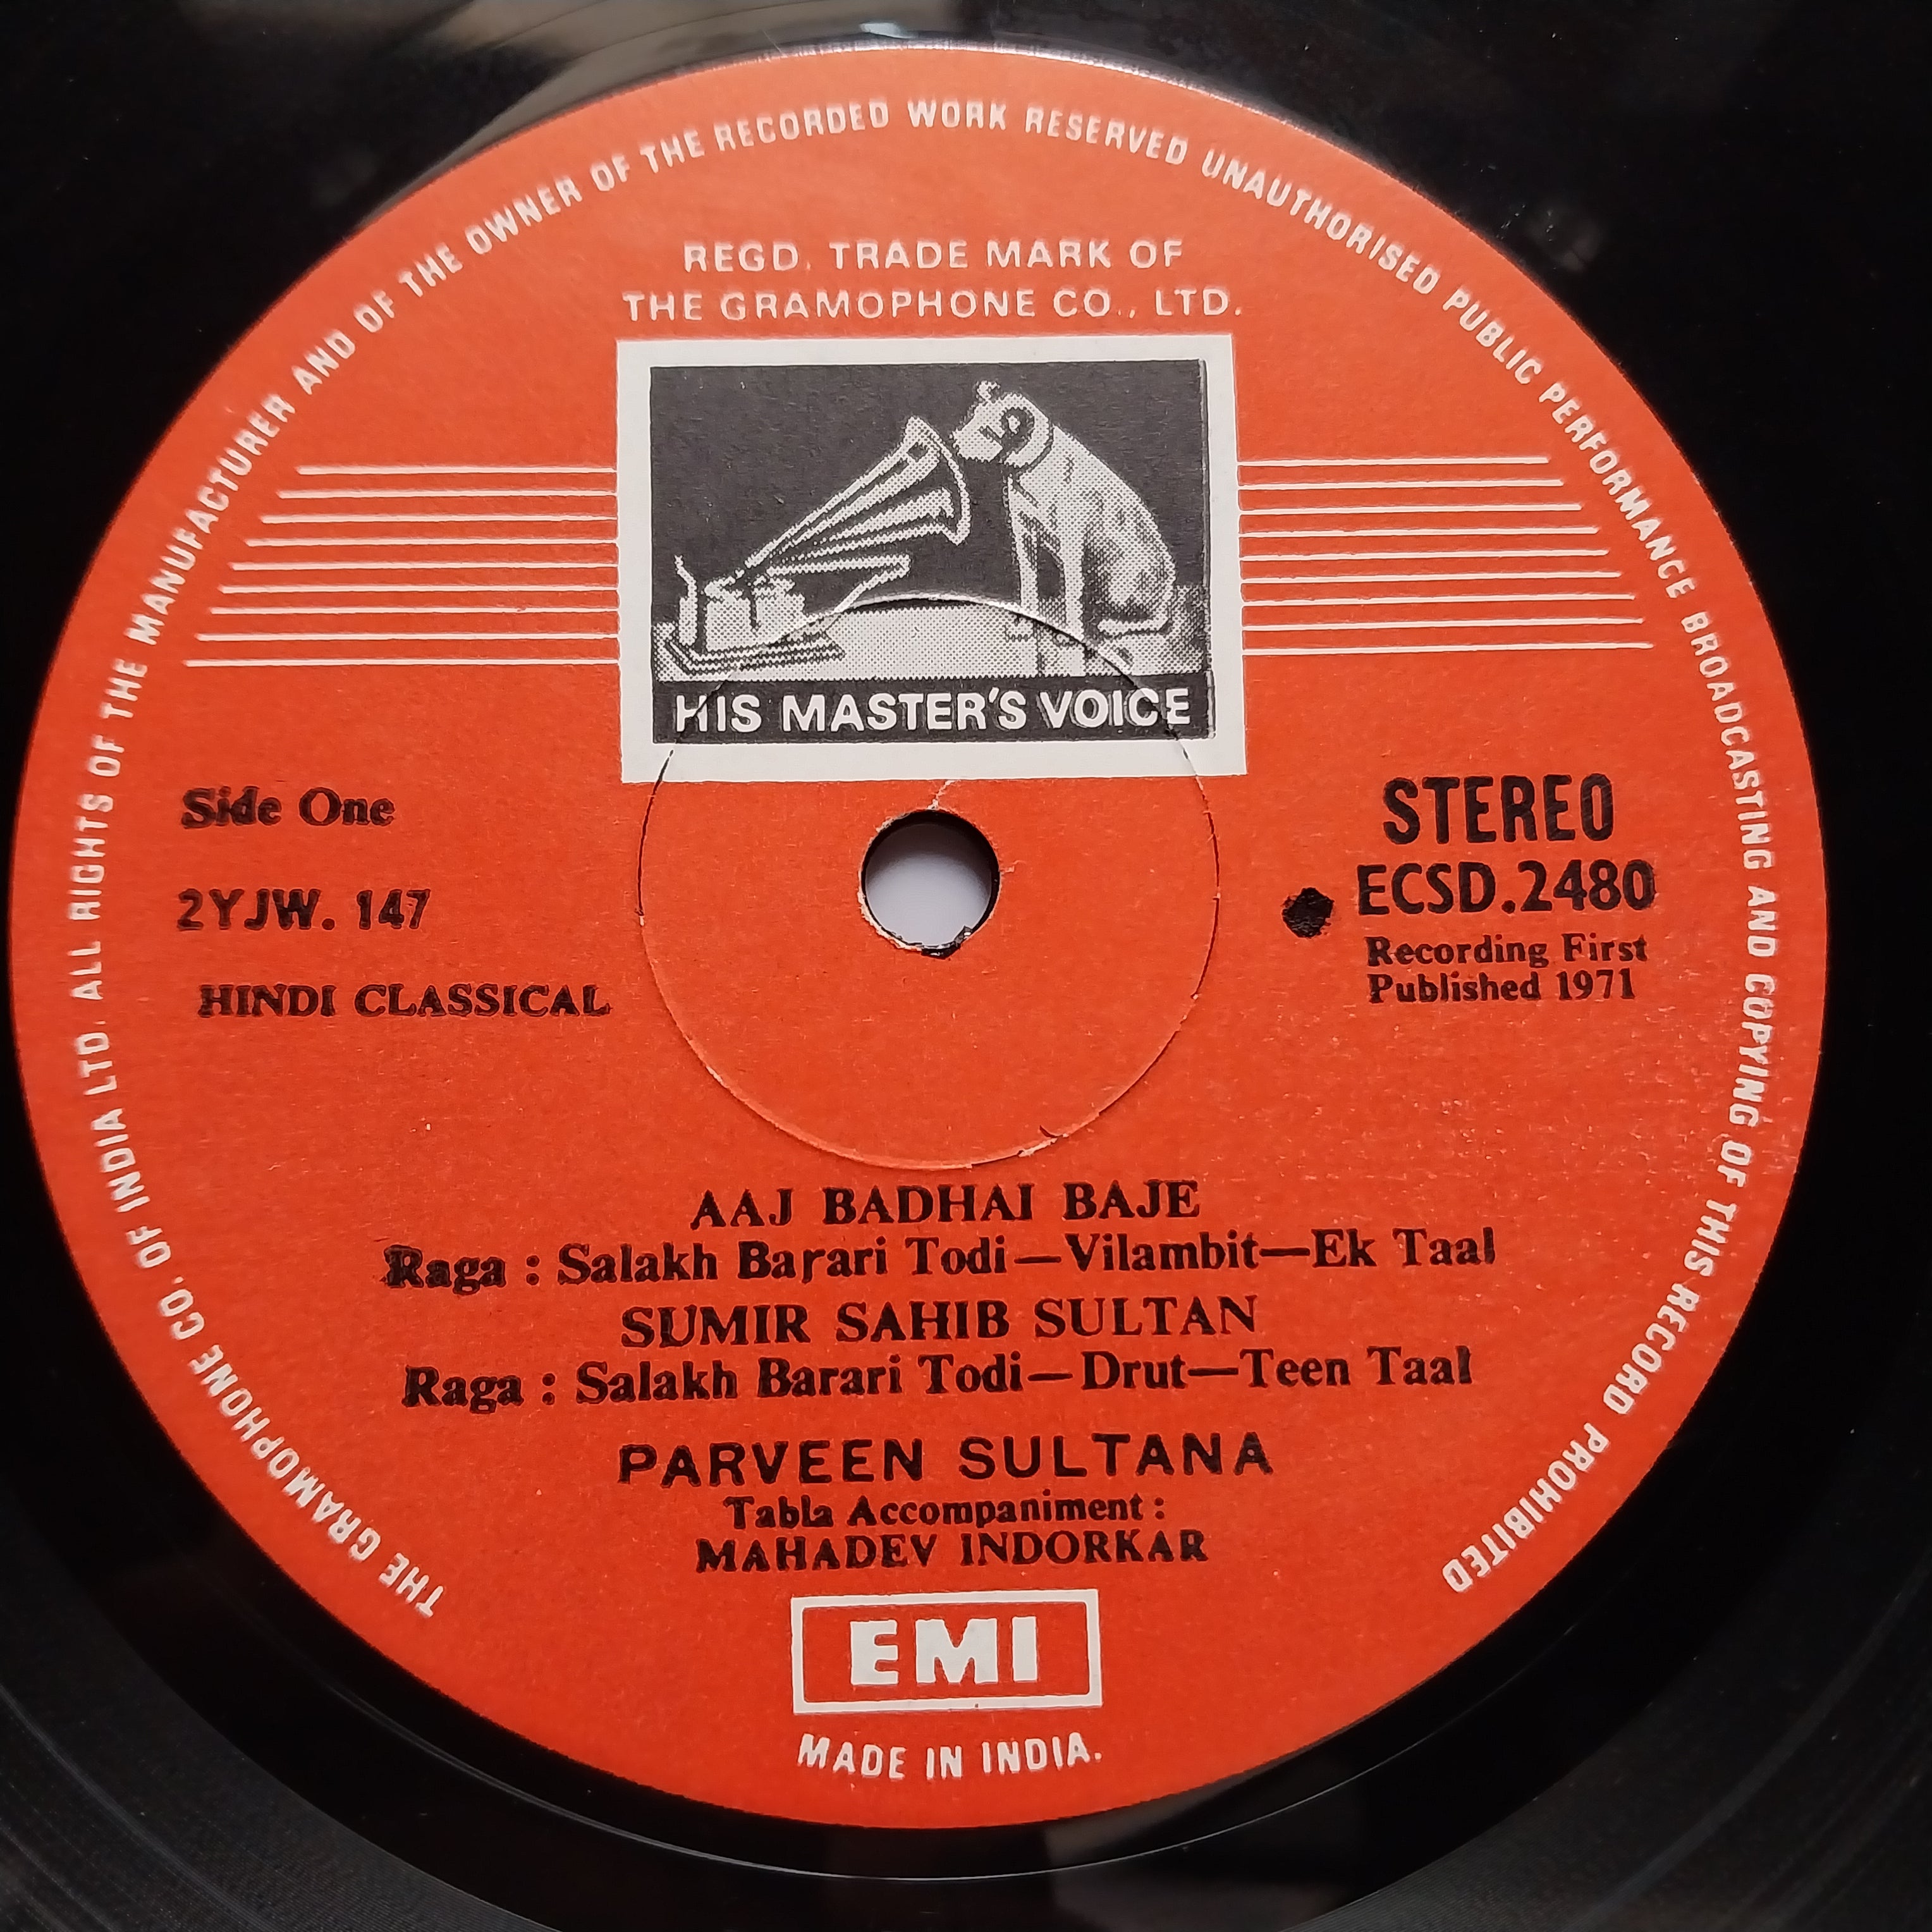 THE GRAMOPHONE CO. OF INDIA LTD. ALL RIGHTS OF THE MANUFACTURER AND OF THE OWNER OF THE RECORDED WORK RESERVED UNAUTHORISED PUBLIC PERFORMANCE BROADCASTING AND COPYING OF THIS RECORD PROHIBITED
REGD. TRADE MARK OF
THE GRAMOPHONE CO., LTD.
HIS MASTER'S VOICE
Side One
2YJW. 147
HINDI CLASSICAL
STEREO
ECSD.2480
Recording First
Published 1971
AAJ BADHAI BAJE
Raga : Salakh Barari Todi—Vilambit—Ek Taal
SUMIR SAHIB SULTAN
Raga : Salakh Barari Todi—Drut—Teen Taal
PARVEEN SULTANA
Tabla Accompaniment :
MAHADEV INDORKAR
EMI
MADE IN INDIA.